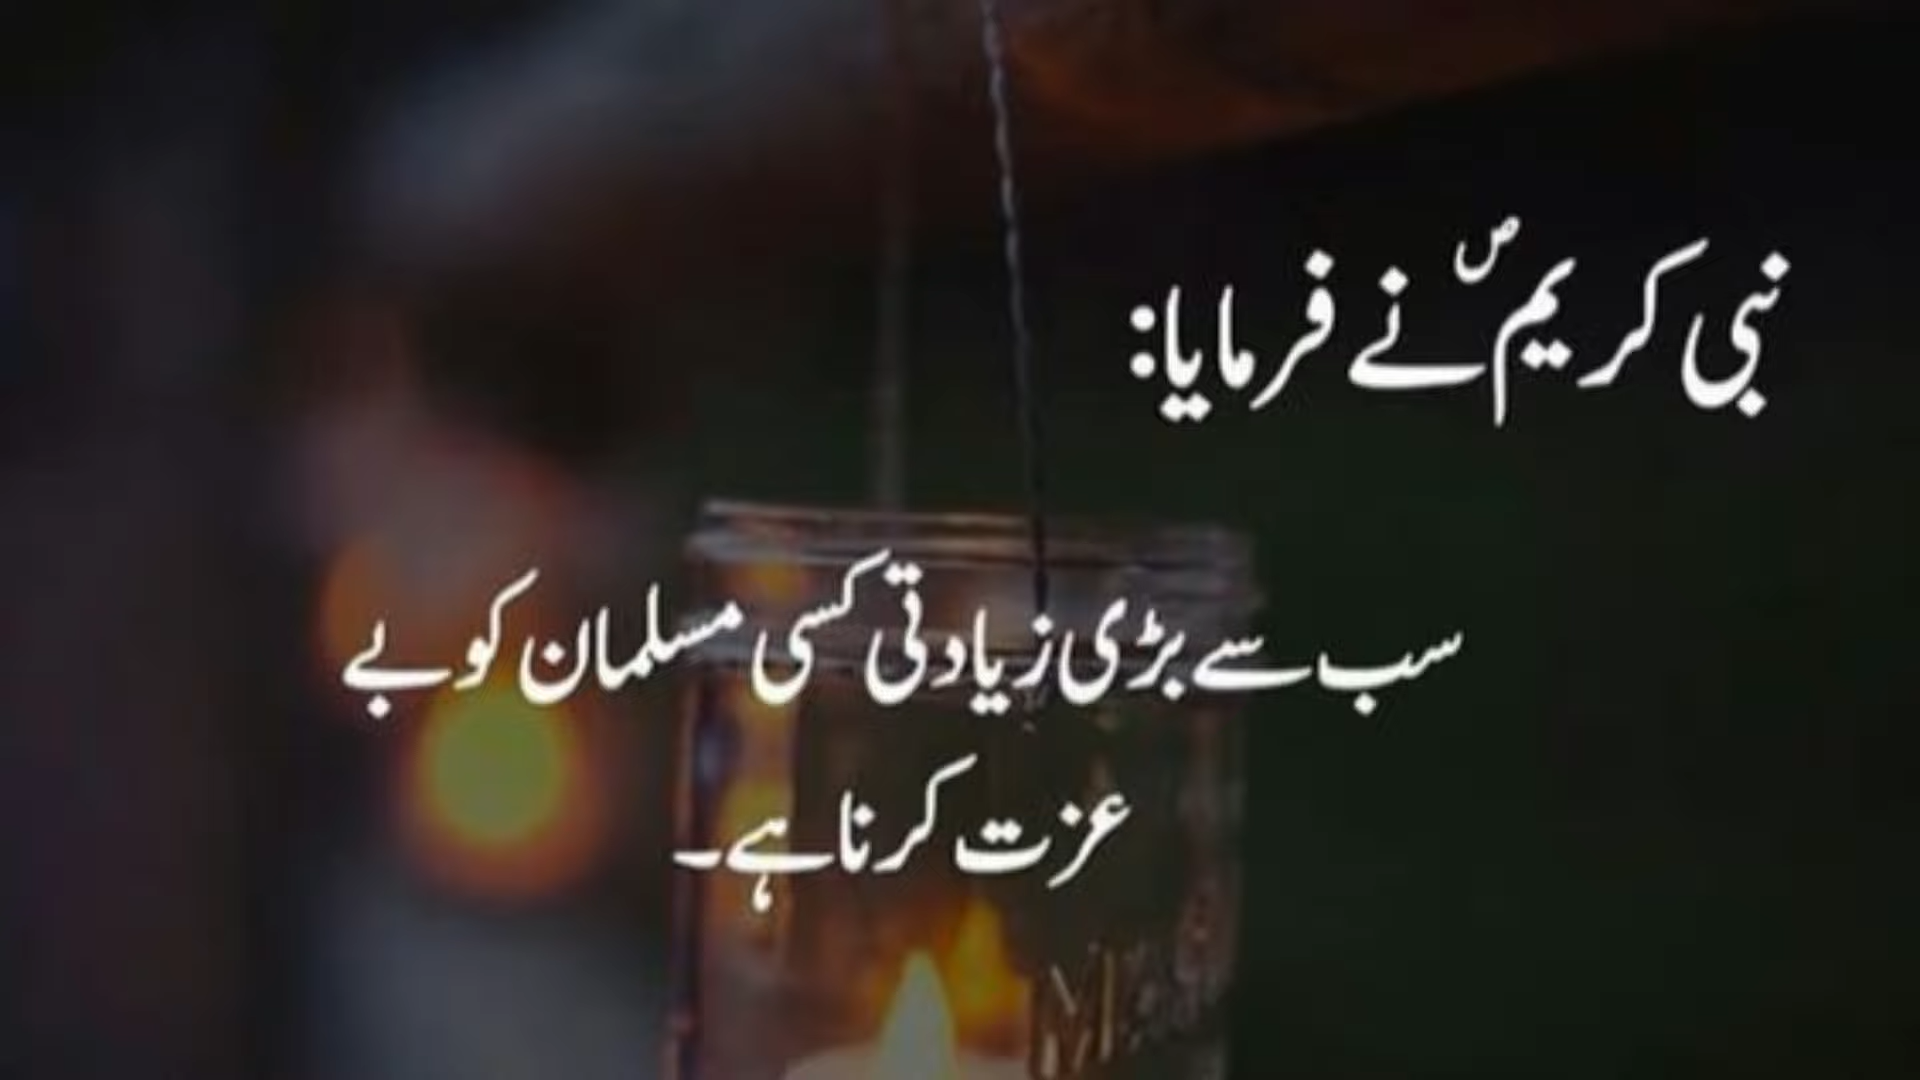 نبی کریمؐ نے فرمایا:
سب سے بڑی زیادتی کسی مسلمان کو بے
عزت کرنا ہے۔